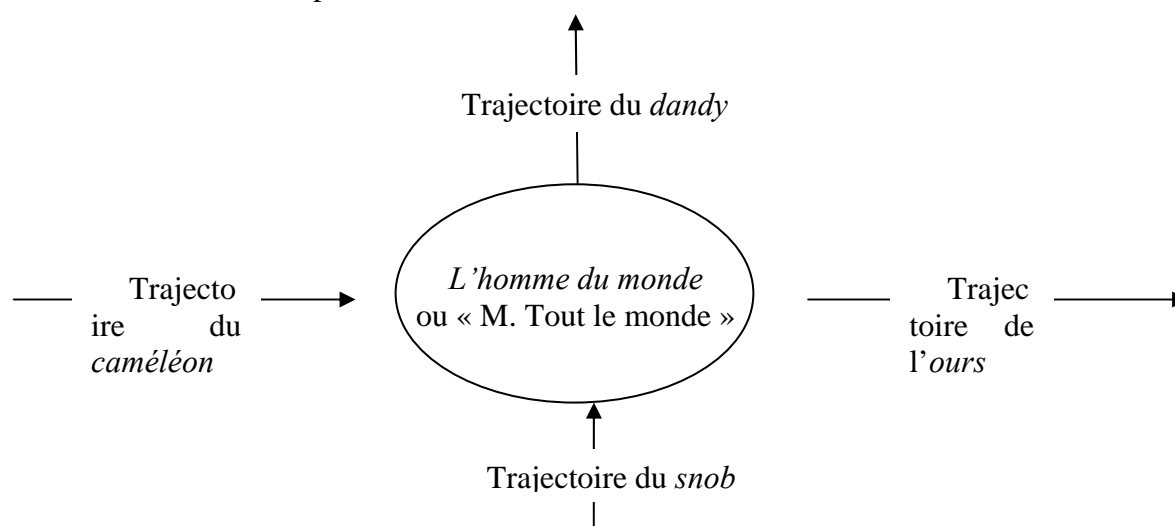 Trajectoire du dandy
L’homme du monde
ou « M. Tout le monde »
Trajecto
ire du
caméléon
Trajec
toire de
l’ours
Trajectoire du snob